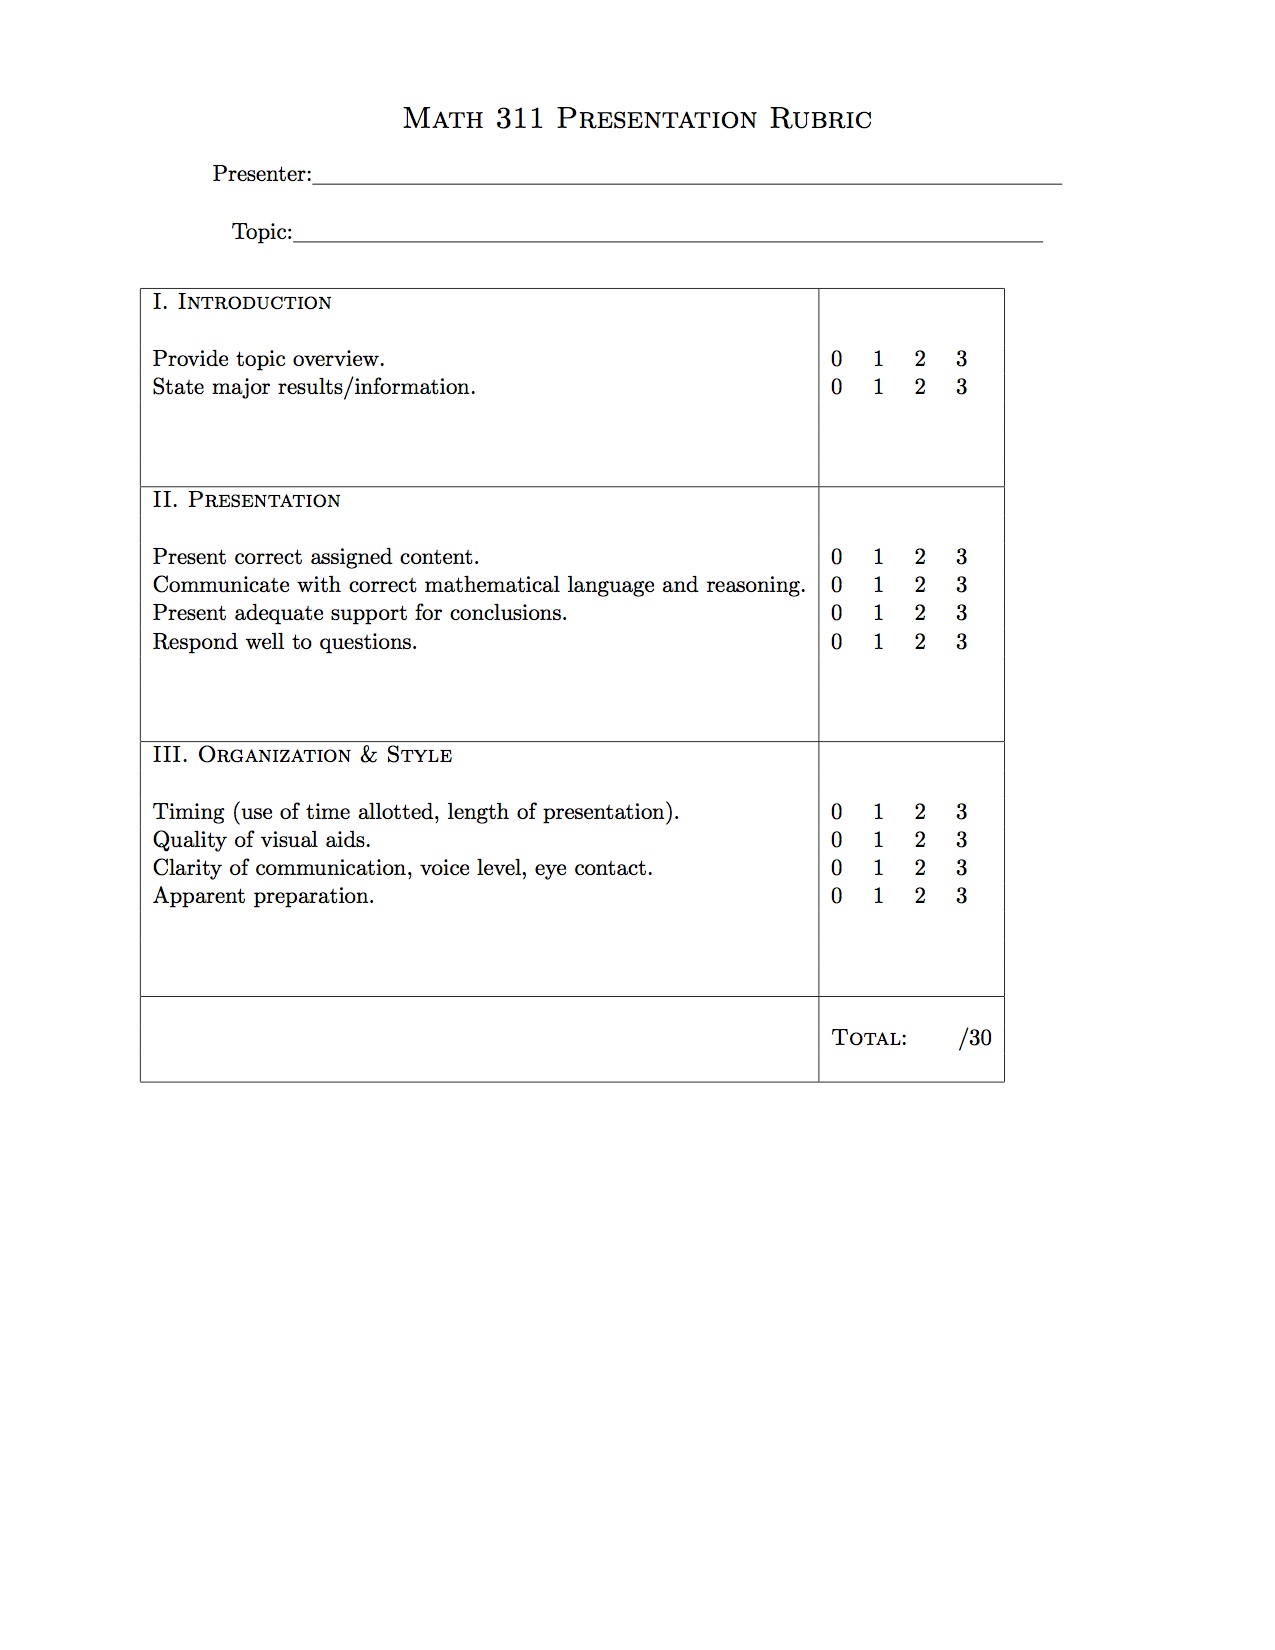 Math 311 Presentation Rubric
Presenter:
Topic:
I. Introduction
Provide topic overview. 0 1 2 3
State major results/information. 0 1 2 3
II. Presentation
Present correct assigned content. 0 1 2 3
Communicate with correct mathematical language and reasoning. 0 1 2 3
Present adequate support for conclusions. 0 1 2 3
Respond well to questions. 0 1 2 3
III. Organization & Style
Timing (use of time allotted, length of presentation). 0 1 2 3
Quality of visual aids. 0 1 2 3
Clarity of communication, voice level, eye contact. 0 1 2 3
Apparent preparation. 0 1 2 3
Total: /30